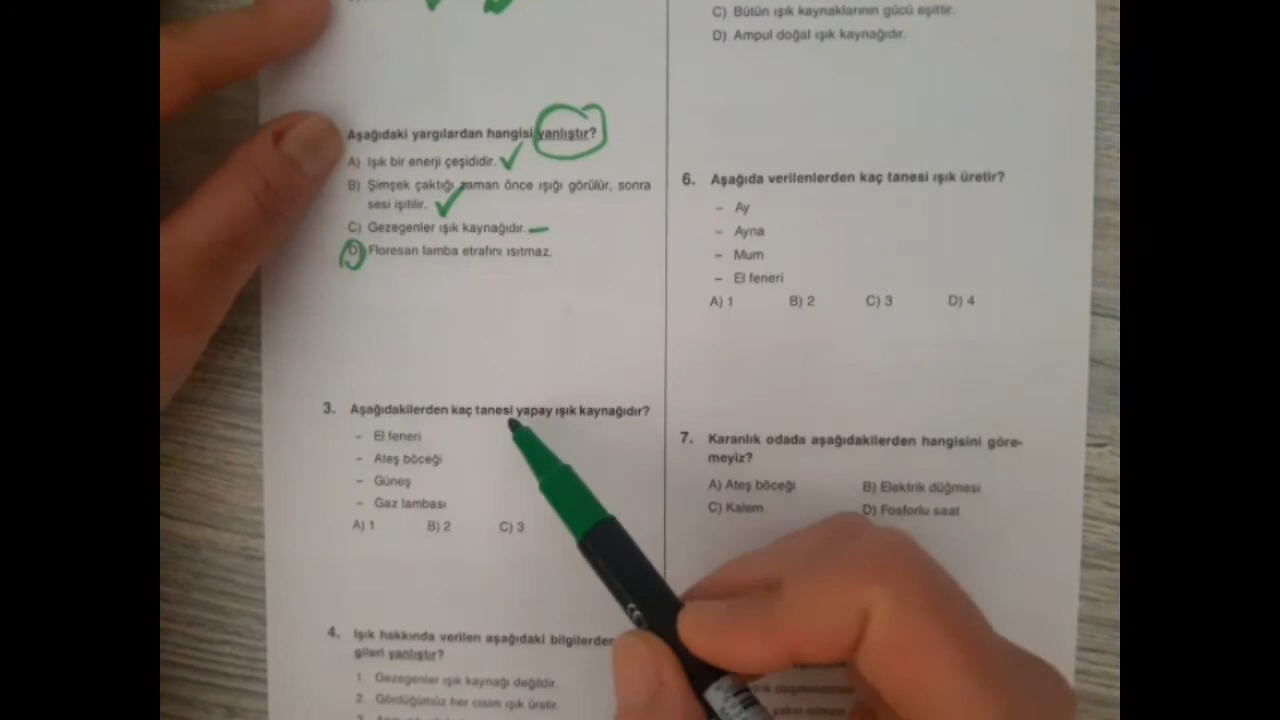 Aşağıdaki yargılardan hangisi yanlıştır?
A) Işık bir enerji çeşididir.
B) Şimşek çaktığı zaman önce ışığı görülür, sonra
sesi işitilir.
C) Gezegenler ışık kaynağıdır.
D) Floresan lamba etrafını ısıtmaz.
3. Aşağıdakilerden kaç tanesi yapay ışık kaynağıdır?
- El feneri
- Ateş böceği
- Güneş
- Gaz lambası
A) 1 B) 2 C) 3
4. Işık hakkında verilen aşağıdaki bilgilerden
gileri yanlıştır?
1. Gezegenler ışık kaynağı değildir.
2. Gördüğümüz her cisim ışık üretir.
C) Bütün ışık kaynaklarının gücü eşittir.
D) Ampul doğal ışık kaynağıdır.
6. Aşağıda verilenlerden kaç tanesi ışık üretir?
- Ay
- Ayna
- Mum
- El feneri
A) 1 B) 2 C) 3 D) 4
7. Karanlık odada aşağıdakilerden hangisini göre-
meyiz?
A) Ateş böceği B) Elektrik düğmesi
C) Kalem D) Fosforlu saat